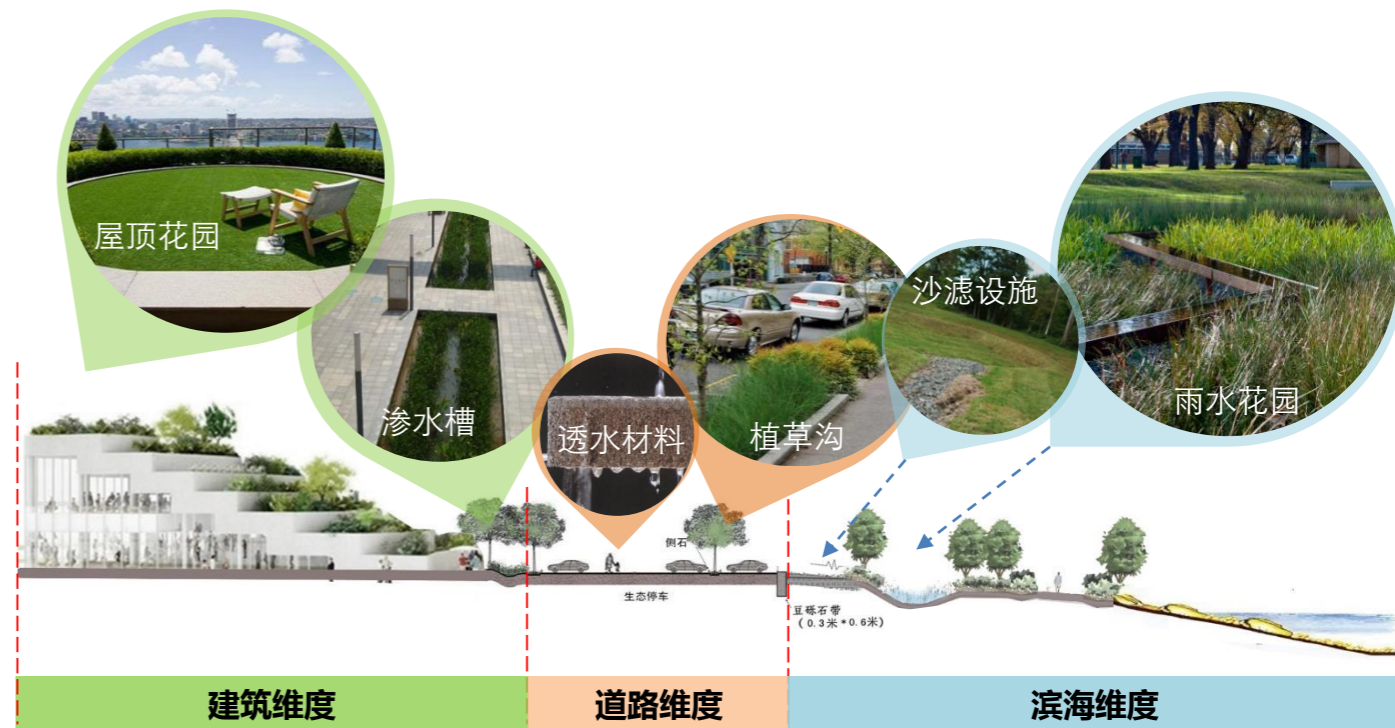 屋顶花园
渗水槽
透水材料
植草沟
沙滤设施
雨水花园
侧石
生态停车
豆砾石带
(0.3米*0.6米)
建筑维度
道路维度
滨海维度